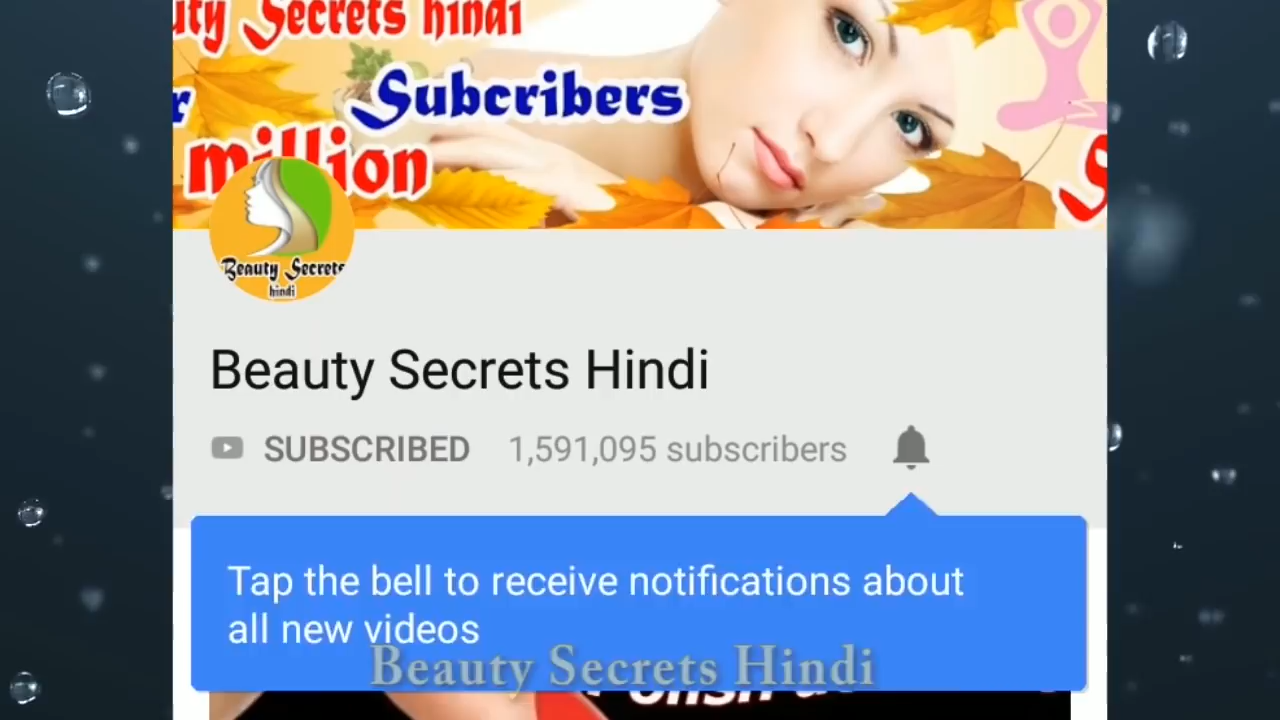 Secrets hindi
Subcribers
million
Beauty Secrets
hindi
Beauty Secrets Hindi
SUBSCRIBED 1,591,095 subscribers
Tap the bell to receive notifications about
all new videos
Beauty Secrets Hindi